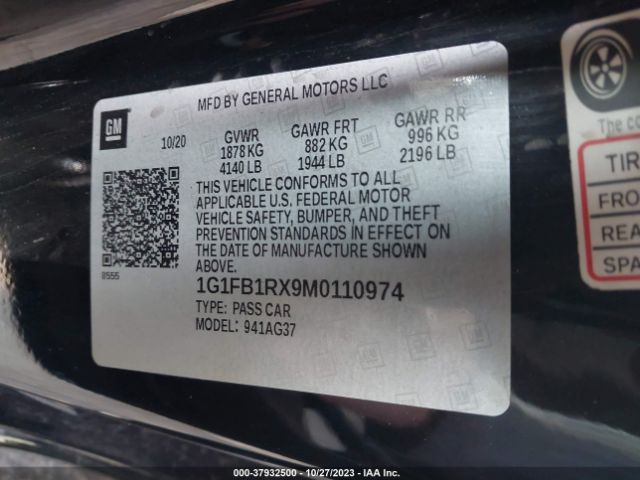 MFD BY GENERAL MOTORS LLC
GM
10/20
GVWR GAWR FRT GAWR RR
1878 KG 882 KG 996 KG
4140 LB 1944 LB 2196 LB
THIS VEHICLE CONFORMS TO ALL
APPLICABLE U.S. FEDERAL MOTOR
VEHICLE SAFETY, BUMPER, AND THEFT
PREVENTION STANDARDS IN EFFECT ON
THE DATE OF MANUFACTURE SHOWN
ABOVE.
8555
1G1FB1RX9M0110974
TYPE: PASS CAR
MODEL: 941AG37
The co
TIR
FRO
REA
SPA
000-37932500 • 10/27/2023 • IAA Inc.